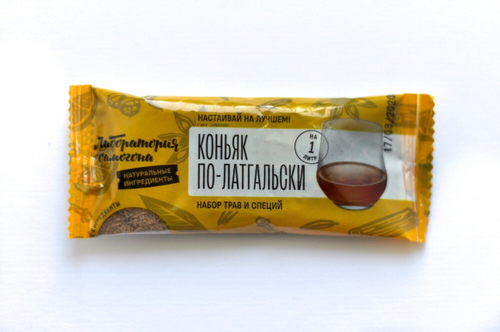 НАСТАИВАЙ НА ЛУЧШЕМ!
Лаборатория
самогона
НАТУРАЛЬНЫЕ
ИНГРЕДИЕНТЫ
КОНЬЯК
ПО-ЛАТГАЛЬСКИ
НА
1
ЛИТР
НАБОР ТРАВ И СПЕЦИЙ